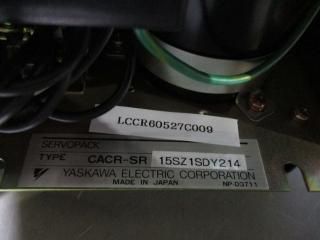 LCCR60527C009
SERVOPACK
TYPE CACR-SR 15SZ1SDY214
YASKAWA ELECTRIC CORPORATION
MADE IN JAPAN NP-D3711